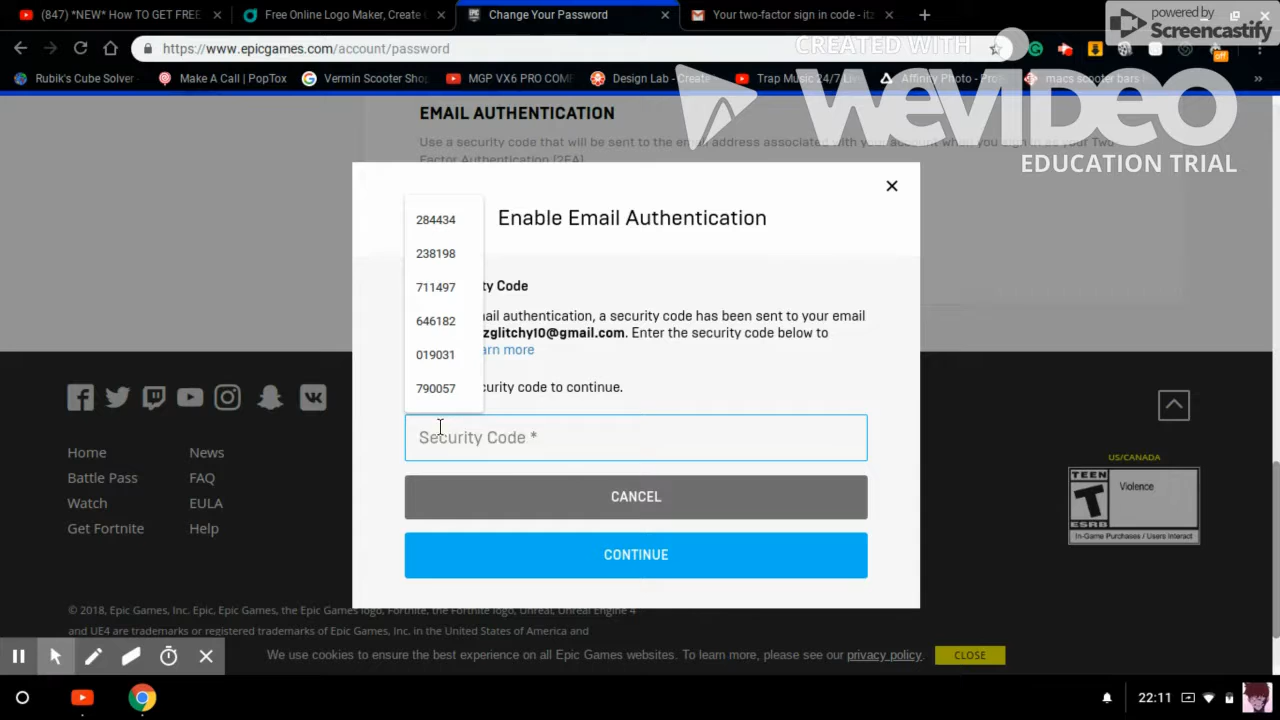 (847) *NEW* How TO GET FREE
Free Online Logo Maker, Create
Change Your Password
Your two-factor sign in code - itz
powered by
Screencastify
https://www.epicgames.com/account/password
CREATED WITH
WEVIDEO
EDUCATION TRIAL
off
Rubik's Cube Solver
Make A Call | PopTox
Vermin Scooter Sho
MGP VX6 PRO COMP
Design Lab - Create
Trap Music 24/7
Affinity Photo - Pro
macs scooter bars
EMAIL AUTHENTICATION
Use a security code that will be sent to the email address associated with your account when you sign in as your Two
Factor Authentication (2FA)
Enable Email Authentication
284434
238198
711497
646182
019031
790057
ty Code
ail authentication, a security code has been sent to your email
zglitchy10@gmail.com. Enter the security code below to
arn more
curity code to continue.
Security Code *
CANCEL
CONTINUE
Home
News
Battle Pass
FAQ
Watch
EULA
Get Fortnite
Help
US/CANADA
TEEN
T
ESRB
Violence
In-Game Purchases / Users Interact
© 2018, Epic Games, Inc. Epic, Epic Games, the Epic Games logo, Fortnite, the Fortnite logo, Unreal, Unreal Engine 4
and UE4 are trademarks or registered trademarks of Epic Games, Inc. in the United States of America and
We use cookies to ensure the best experience on all Epic Games websites. To learn more, please see our privacy policy.
CLOSE
22:11